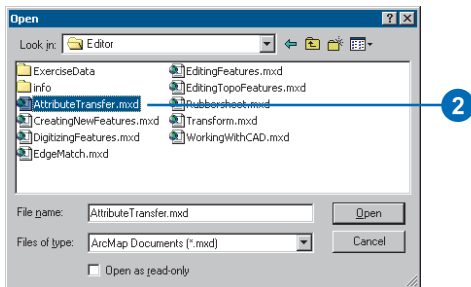 Open
Look in: Editor
ExerciseData
info
AttributeTransfer.mxd
CreatingNewFeatures.mxd
DigitizingFeatures.mxd
EdgeMatch.mxd
EditingFeatures.mxd
EditingTopoFeatures.mxd
Rubbersheet.mxd
Transform.mxd
WorkingWithCAD.mxd
2
File name: AttributeTransfer.mxd Open
Files of type: ArcMap Documents (*.mxd) Cancel
Open as read-only